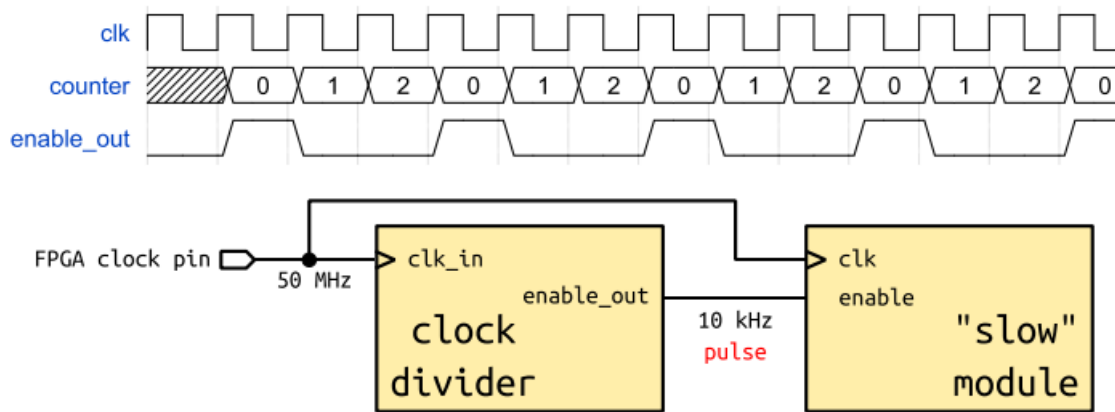 clk
counter 0 1 2 0 1 2 0 1 2 0 1 2 0
enable_out
FPGA clock pin
50 MHz
clk_in
enable_out
clock
divider
10 kHz
pulse
clk
enable
"slow"
module